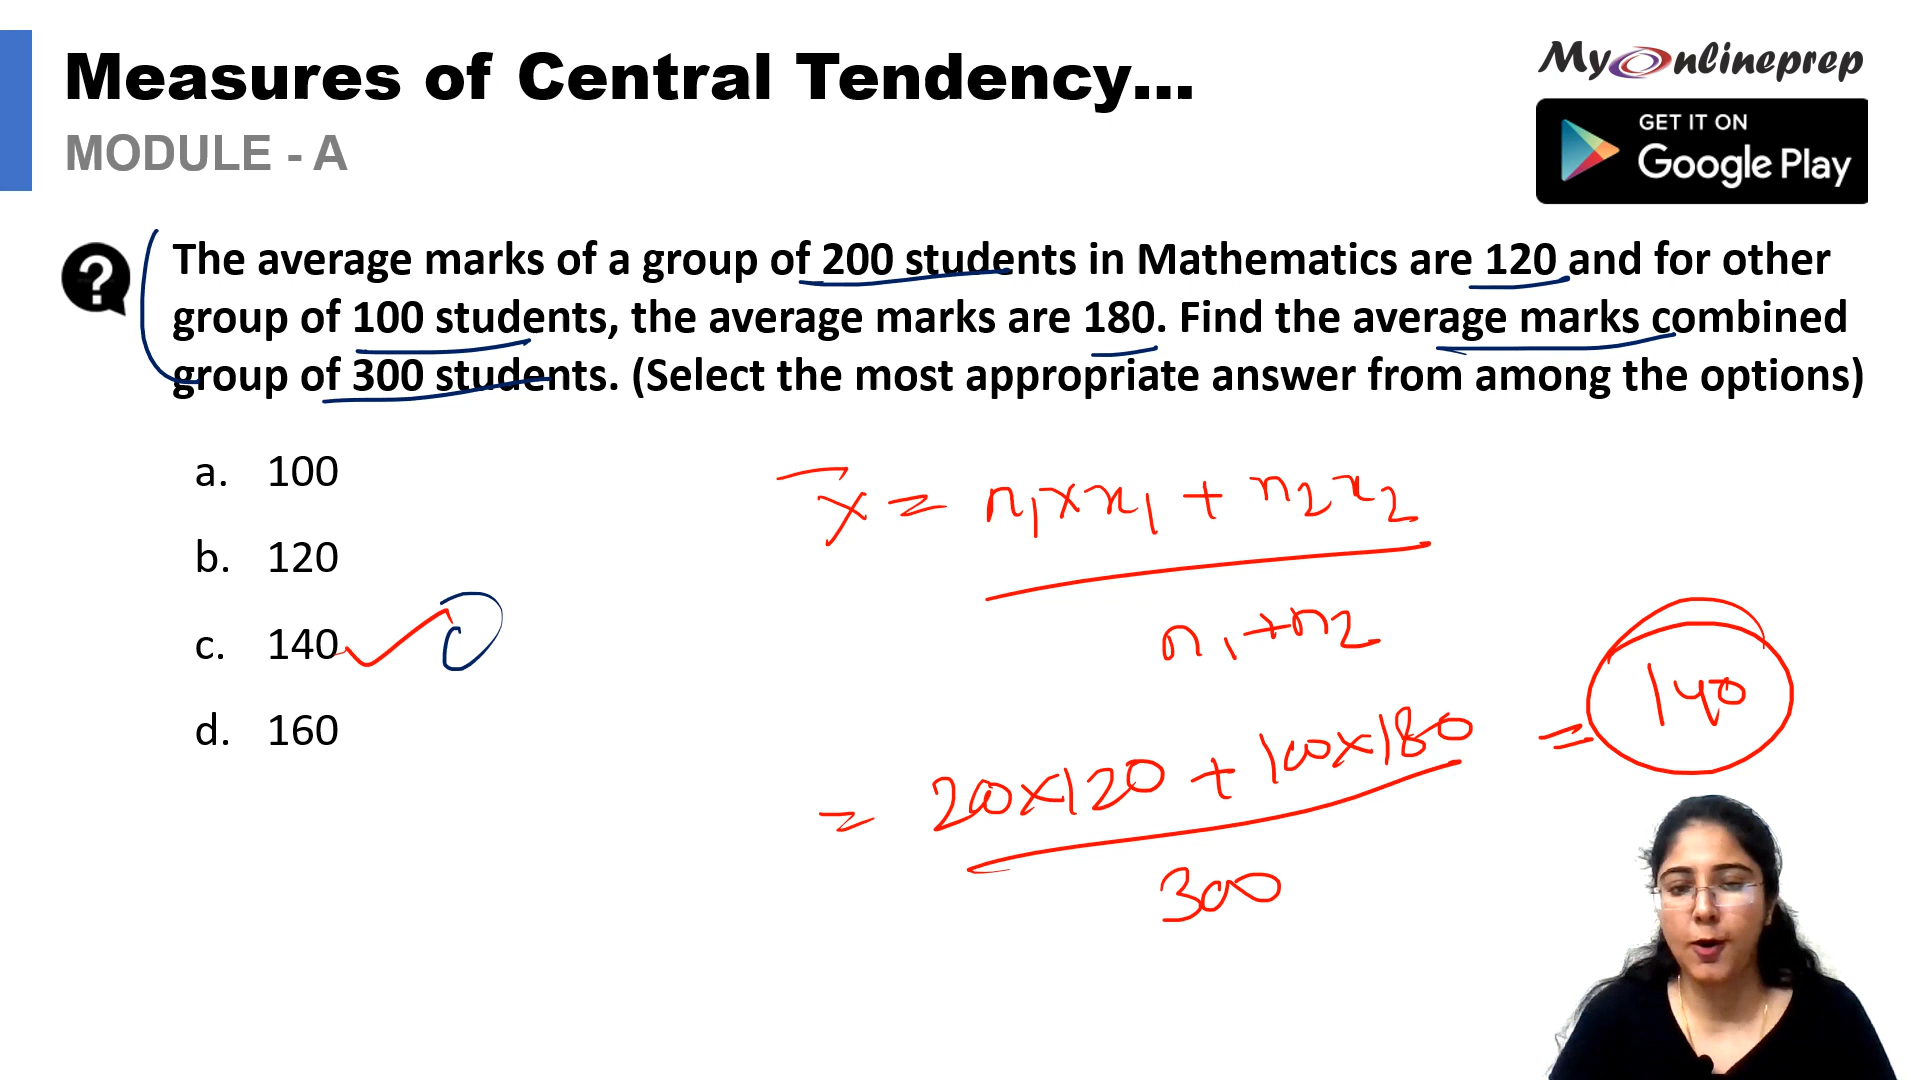 Measures of Central Tendency...
MODULE - A
MyOnlineprep
GET IT ON
Google Play
The average marks of a group of 200 students in Mathematics are 120 and for other
group of 100 students, the average marks are 180. Find the average marks combined
group of 300 students. (Select the most appropriate answer from among the options)
a. 100
b. 120
c. 140
d. 160
x̄ = n₁×x₁ + n₂x₂
n₁+n₂
= 200×120 + 100×180
300
= 140